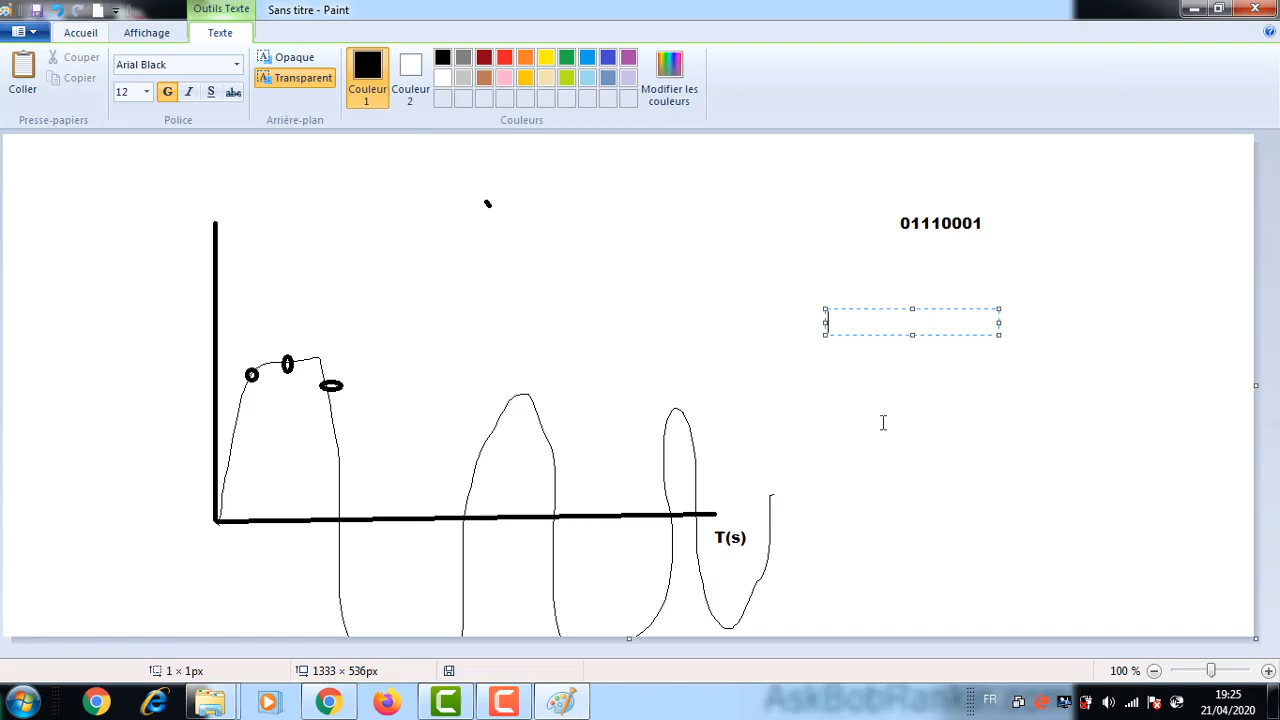 Outils Texte
Sans titre - Paint
Accueil
Affichage
Texte
Coller
Couper
Copier
Presse-papiers
Arial Black
12
G I S abc
Police
Opaque
Transparent
Arrière-plan
Couleur 1
Couleur 2
Modifier les couleurs
Couleurs
01110001
T(s)
1 × 1px
1333 × 536px
100 %
FR
19:25
21/04/2020